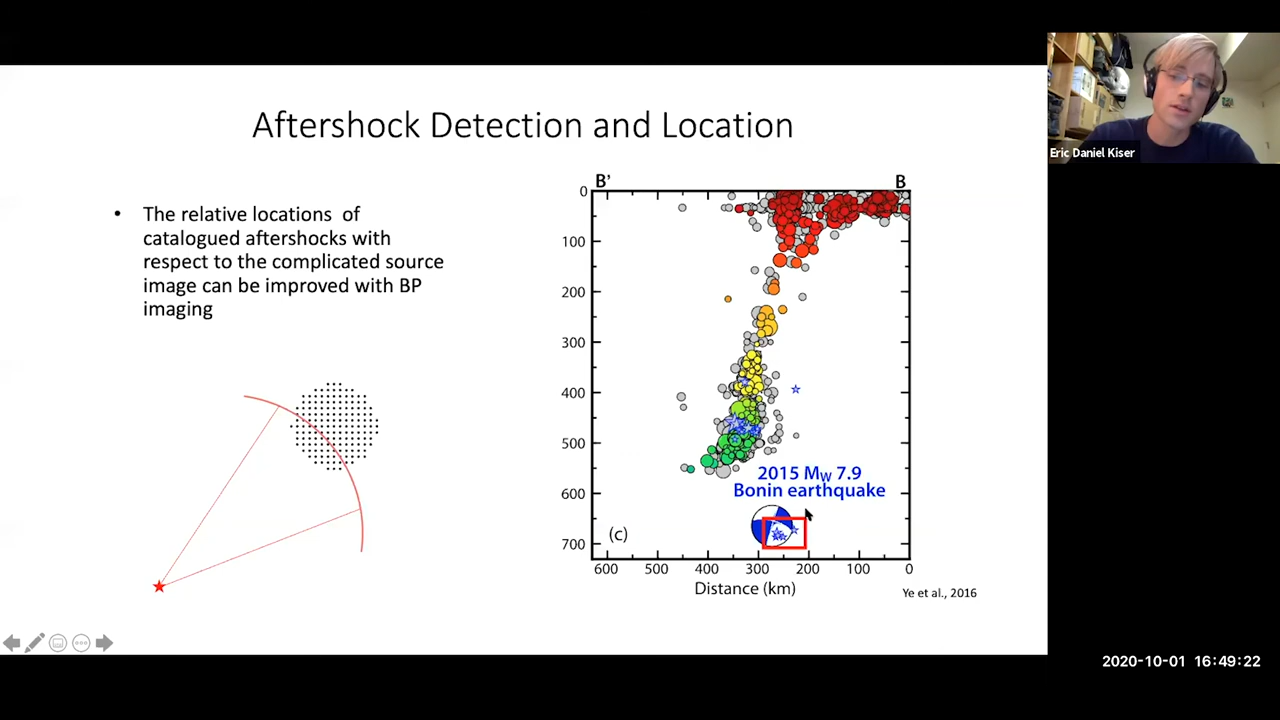 Aftershock Detection and Location
• The relative locations of
catalogued aftershocks with
respect to the complicated source
image can be improved with BP
imaging
B'
B
0
100
200
300
400
500
600
700
2015 MW 7.9
Bonin earthquake
(c)
600 500 400 300 200 100 0
Distance (km)
Ye et al., 2016
Eric Daniel Kiser
2020-10-01 16:49:22